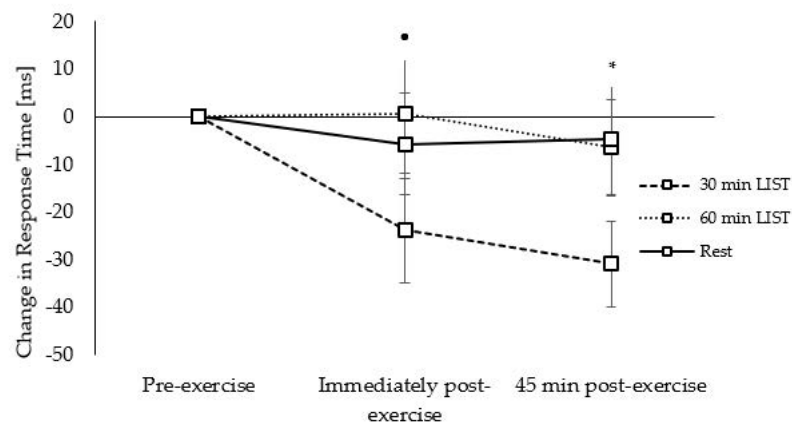 20
10
0
-10
-20
-30
-40
-50
Change in Response Time [ms]
•
*
30 min LIST
60 min LIST
Rest
Pre-exercise
Immediately post-
exercise
45 min post-exercise